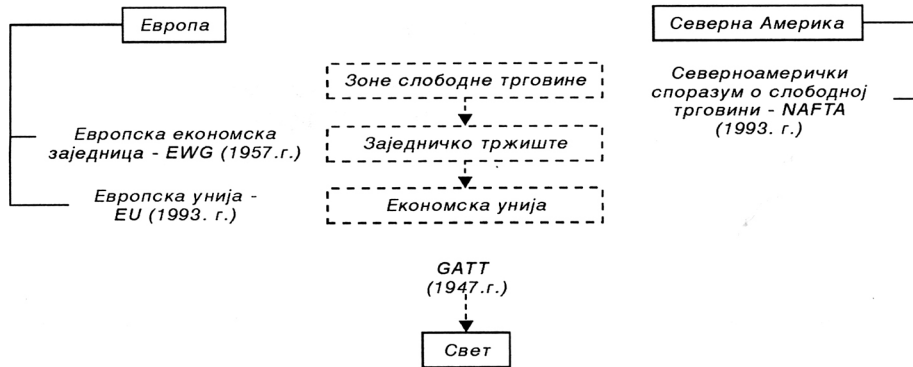 Европа
Европска економска
заједница - EWG (1957.г.)
Европска унија -
EU (1993. г.)
Зоне слободне трговине
Заједничко тржиште
Економска унија
GATT
(1947.г.)
Свет
Северна Америка
Северноамерички
споразум о слободној
трговини - NAFTA
(1993. г.)